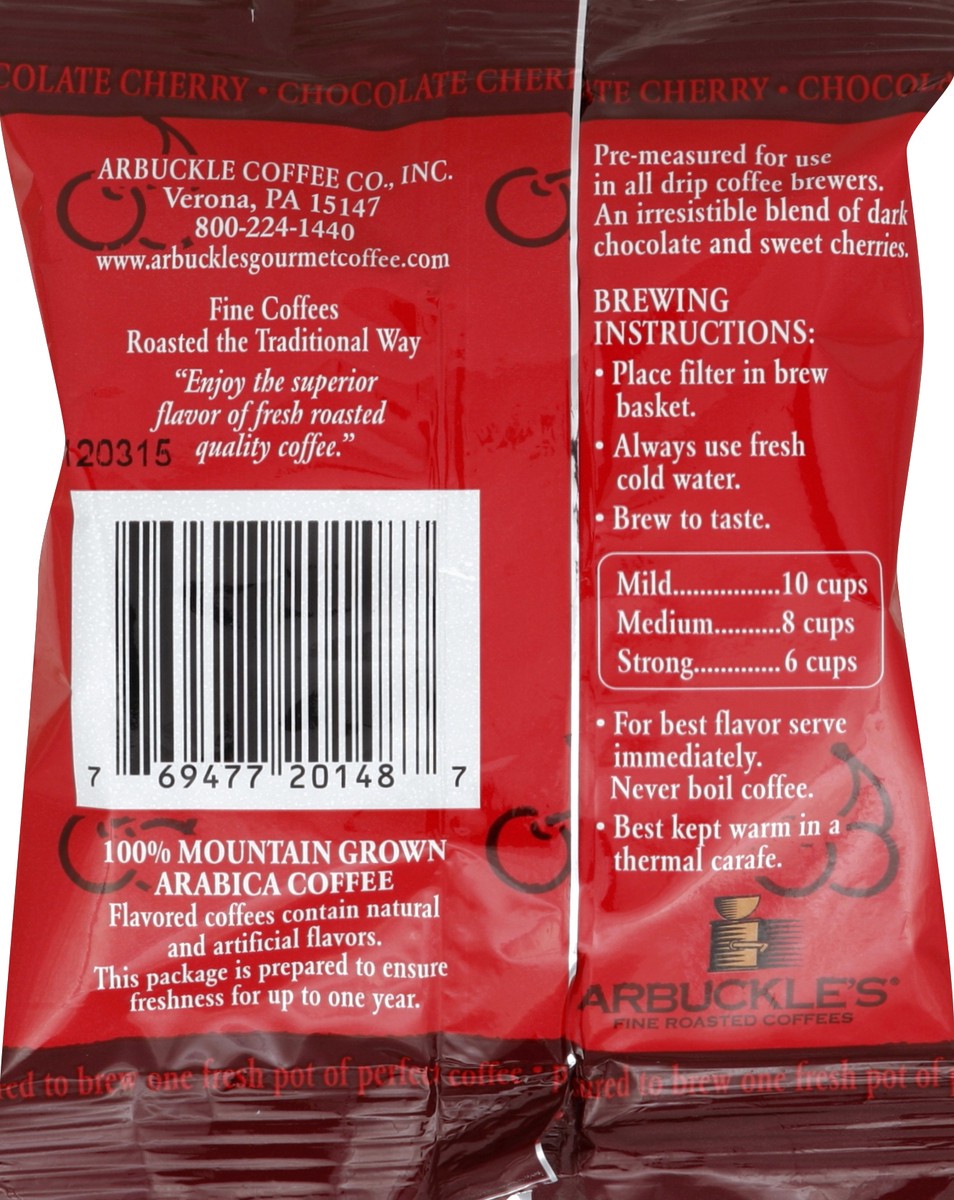 COLATE CHERRY • CHOCOLATE CHER TE CHERRY • CHOCOLA
ARBUCKLE COFFEE CO., INC.
Verona, PA 15147
800-224-1440
www.arbucklesgourmetcoffee.com
Fine Coffees
Roasted the Traditional Way
“Enjoy the superior
flavor of fresh roasted
quality coffee.”
120315
7 69477 20148 7
100% MOUNTAIN GROWN
ARABICA COFFEE
Flavored coffees contain natural
and artificial flavors.
This package is prepared to ensure
freshness for up to one year.
Pre-measured for use
in all drip coffee brewers.
An irresistible blend of dark
chocolate and sweet cherries.
BREWING
INSTRUCTIONS:
• Place filter in brew
basket.
• Always use fresh
cold water.
• Brew to taste.
Mild................10 cups
Medium..........8 cups
Strong.............6 cups
• For best flavor serve
immediately.
Never boil coffee.
• Best kept warm in a
thermal carafe.
ARBUCKLE'S
FINE ROASTED COFFEES
red to brew one fresh pot of perfect coffee • P ured to brew one fresh pot of